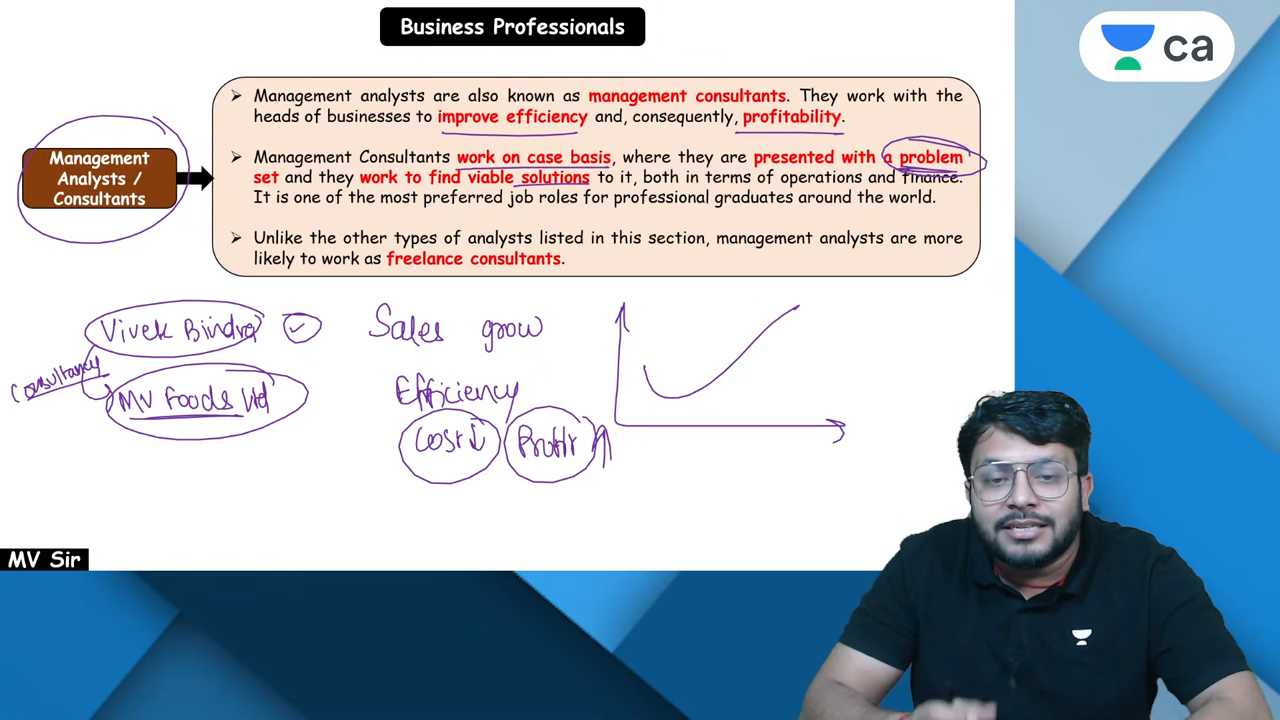 Business Professionals
ca
Management analysts are also known as management consultants. They work with the
heads of businesses to improve efficiency and, consequently, profitability.
Management
Analysts /
Consultants
Management Consultants work on case basis, where they are presented with a problem
set and they work to find viable solutions to it, both in terms of operations and finance.
It is one of the most preferred job roles for professional graduates around the world.
Unlike the other types of analysts listed in this section, management analysts are more
likely to work as freelance consultants.
Vivek Bindra
Sales grow
Consultancy
MV Foods Ltd
Efficiency
Cost↓ Profit ↑
MV Sir